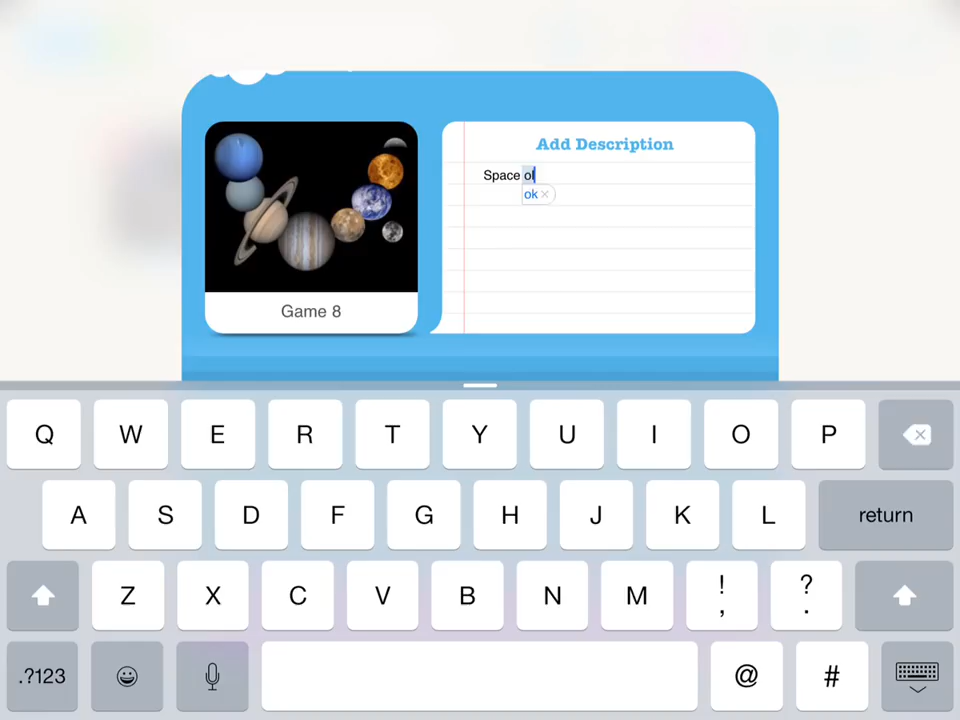 Add Description
Space ol
ok ×
Game 8
Q W E R T Y U I O P
A S D F G H J K L return
Z X C V B N M ! , ? .
.?123 @ #